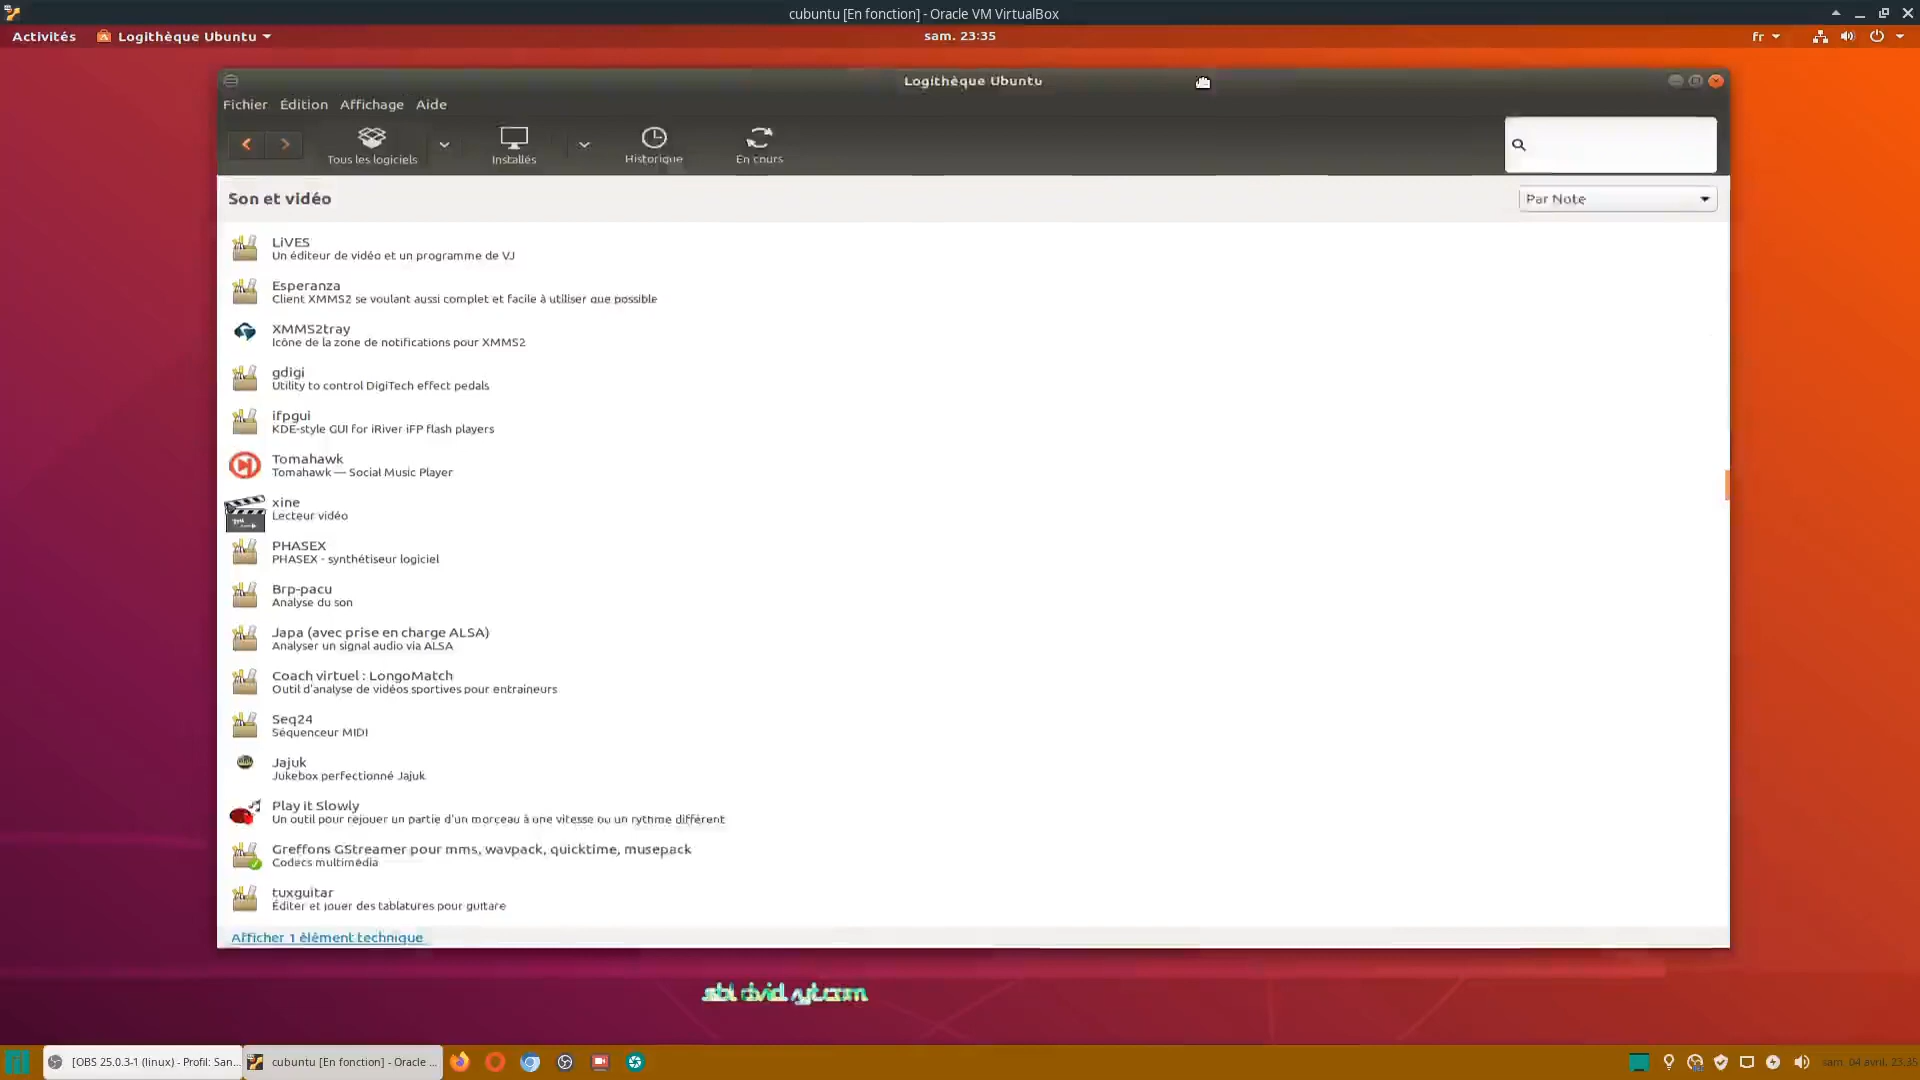 cubuntu [En fonction] - Oracle VM VirtualBox
Activités Logithèque Ubuntu sam. 23:35 fr
Logithèque Ubuntu
Fichier Édition Affichage Aide
Tous les logiciels Installés Historique En cours
Son et vidéo Par Note
LiVES
Un éditeur de vidéo et un programme de VJ
Esperanza
Client XMMS2 se voulant aussi complet et facile à utiliser que possible
XMMS2tray
Icône de la zone de notifications pour XMMS2
gdigi
Utility to control DigiTech effect pedals
ifpgui
KDE-style GUI for iRiver iFP flash players
Tomahawk
Tomahawk — Social Music Player
xine
Lecteur vidéo
PHASEX
PHASEX - synthétiseur logiciel
Brp-pacu
Analyse du son
Japa (avec prise en charge ALSA)
Analyser un signal audio via ALSA
Coach virtuel : LongoMatch
Outil d'analyse de vidéos sportives pour entraineurs
Seq24
Séquenceur MIDI
Jajuk
Jukebox perfectionné Jajuk
Play it Slowly
Un outil pour rejouer un partie d'un morceau à une vitesse ou un rythme différent
Greffons GStreamer pour mms, wavpack, quicktime, musepack
Codecs multimédia
tuxguitar
Éditer et jouer des tablatures pour guitare
Afficher 1 élément technique
[OBS 25.0.3-1 (linux) - Profil: San... cubuntu [En fonction] - Oracle ... sam. 04 avril, 23:35